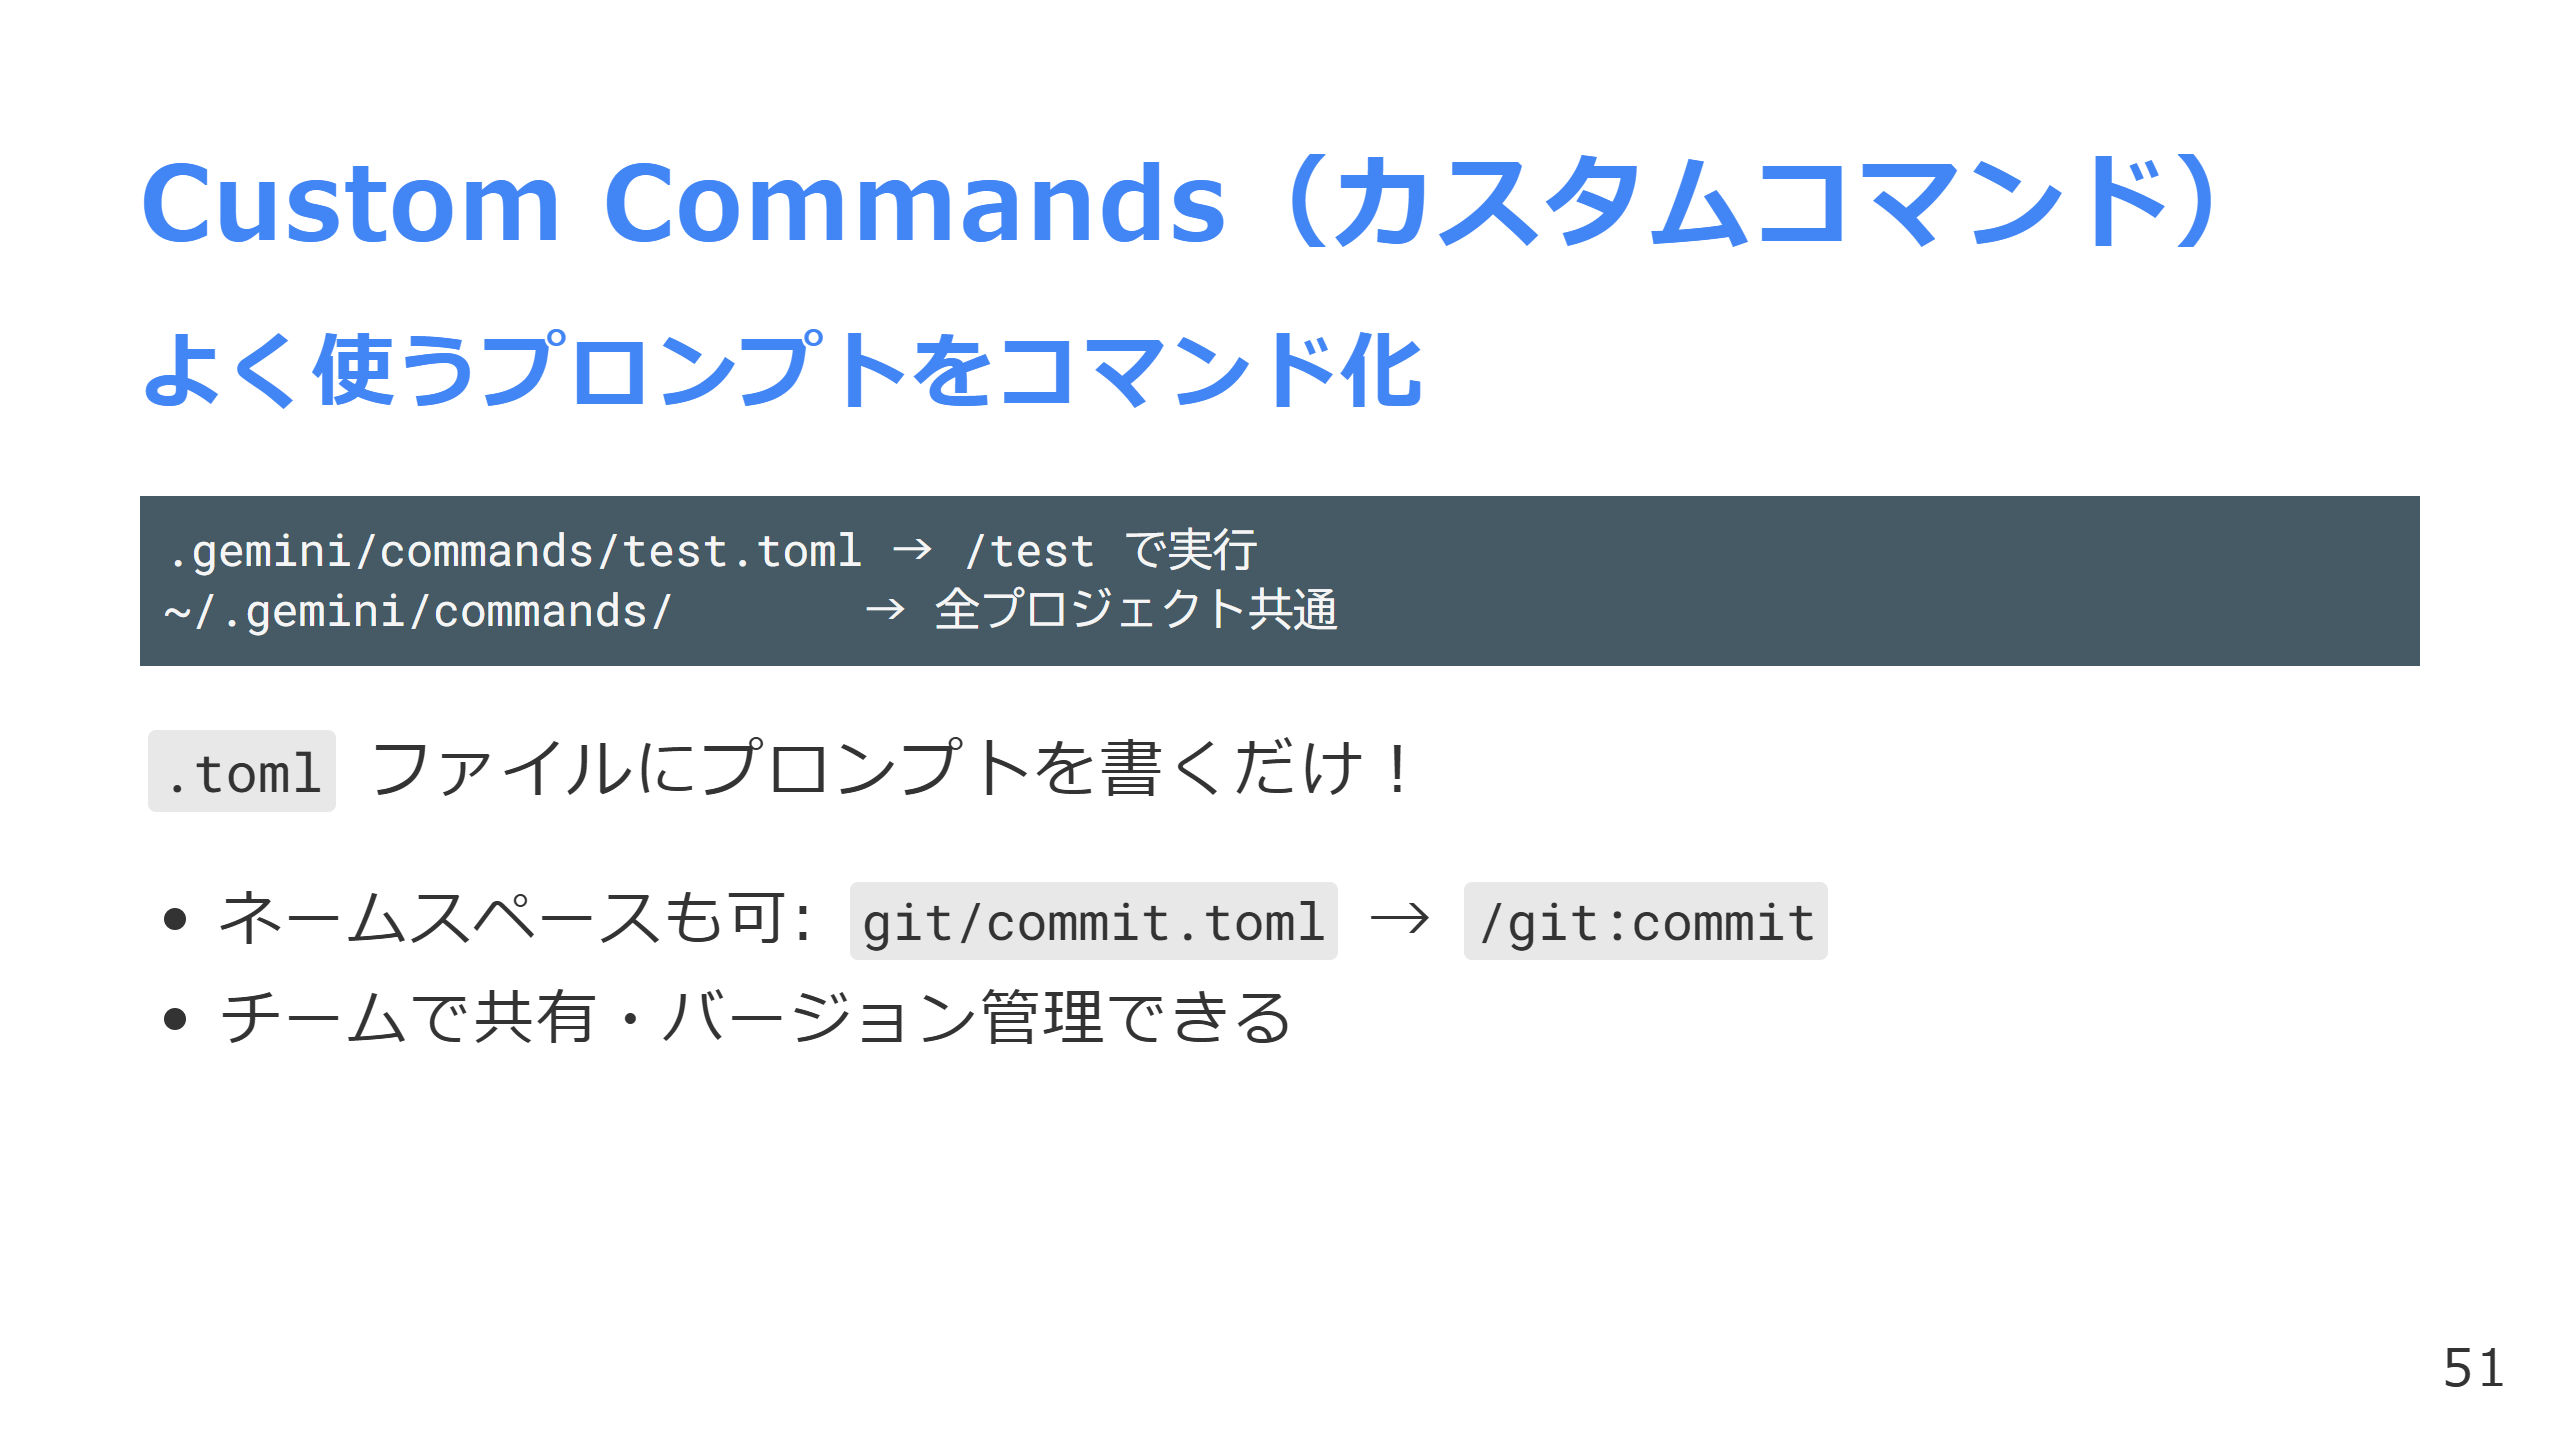 Custom Commands（カスタムコマンド）
よく使うプロンプトをコマンド化
.gemini/commands/test.toml → /test で実行
~/.gemini/commands/       → 全プロジェクト共通
.toml ファイルにプロンプトを書くだけ！
• ネームスペースも可: git/commit.toml → /git:commit
• チームで共有・バージョン管理できる
51